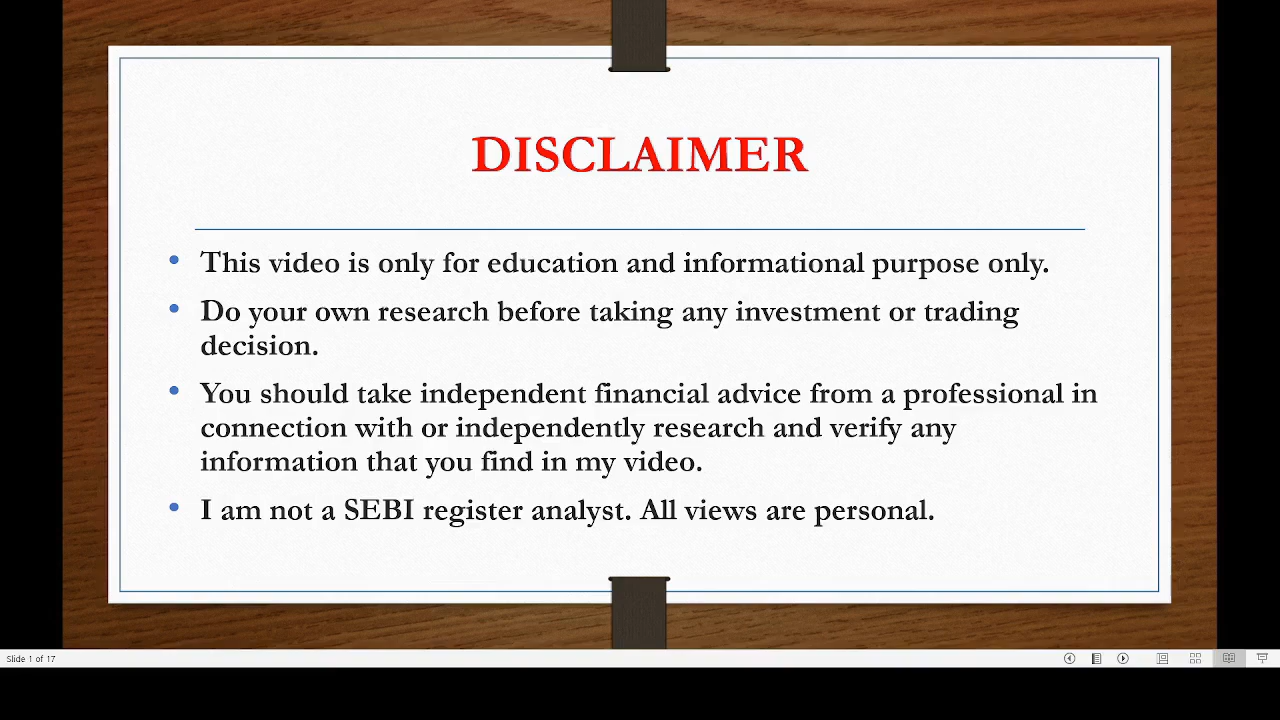 DISCLAIMER
• This video is only for education and informational purpose only.
• Do your own research before taking any investment or trading
decision.
• You should take independent financial advice from a professional in
connection with or independently research and verify any
information that you find in my video.
• I am not a SEBI register analyst. All views are personal.
Slide 1 of 17